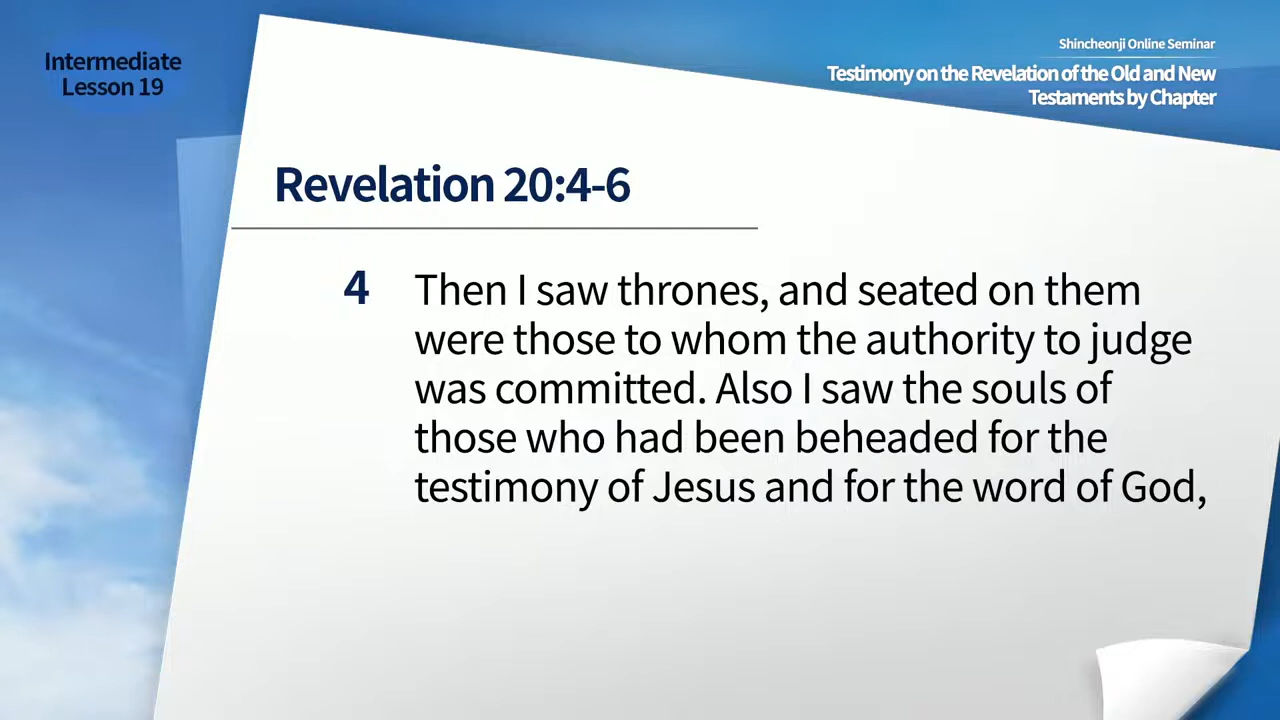 Intermediate
Lesson 19
Shincheonji Online Seminar
Testimony on the Revelation of the Old and New
Testaments by Chapter
Revelation 20:4-6
4 Then I saw thrones, and seated on them
were those to whom the authority to judge
was committed. Also I saw the souls of
those who had been beheaded for the
testimony of Jesus and for the word of God,